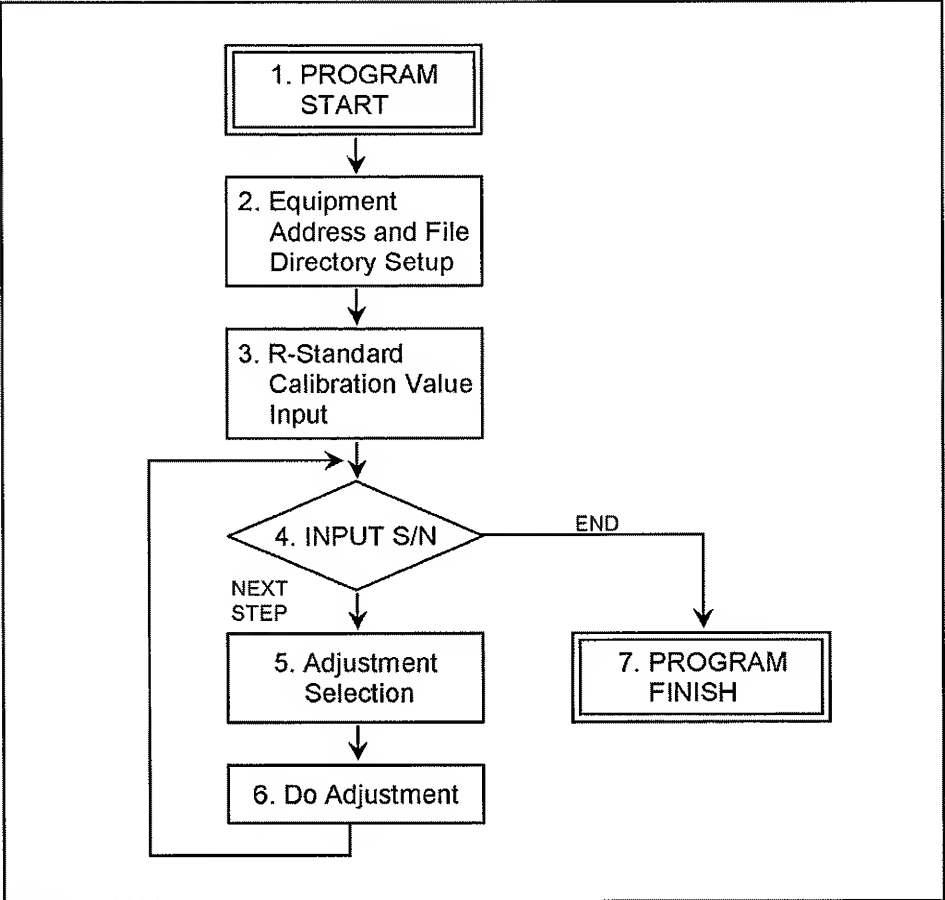 1. PROGRAM
START
2. Equipment
Address and File
Directory Setup
3. R-Standard
Calibration Value
Input
4. INPUT S/N
END
NEXT
STEP
5. Adjustment
Selection
7. PROGRAM
FINISH
6. Do Adjustment